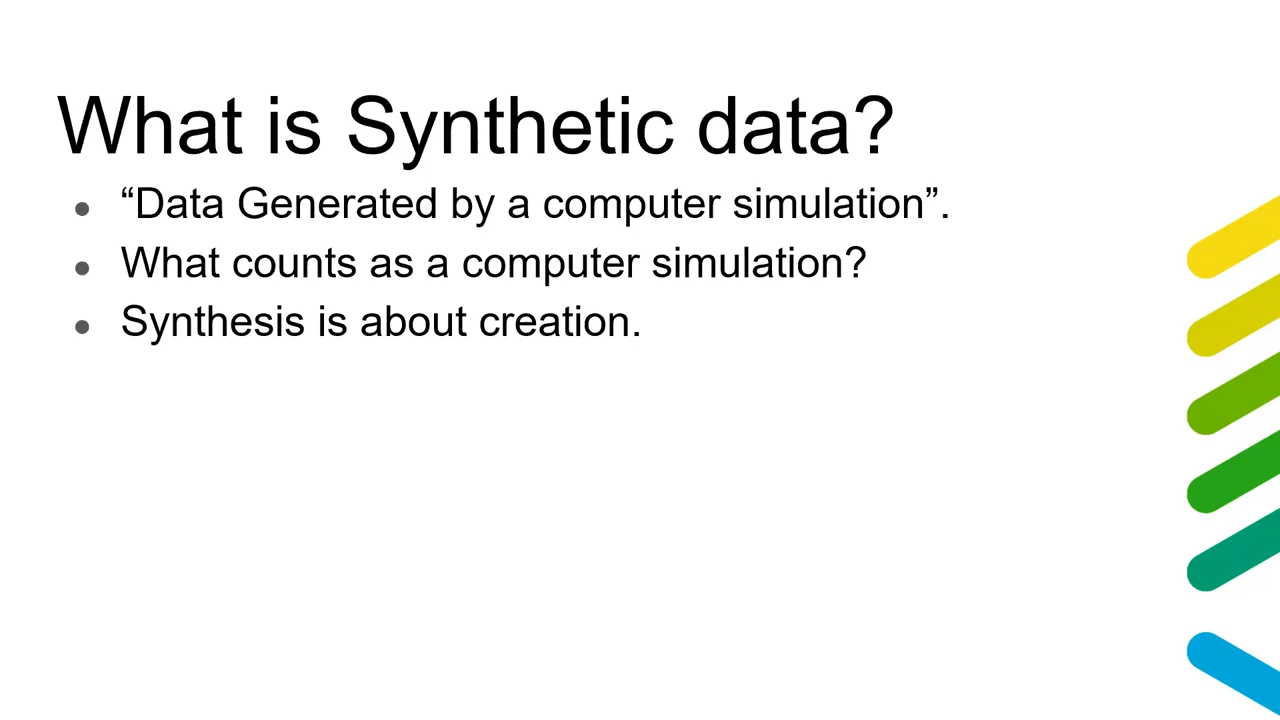 What is Synthetic data?
● “Data Generated by a computer simulation”.
● What counts as a computer simulation?
● Synthesis is about creation.